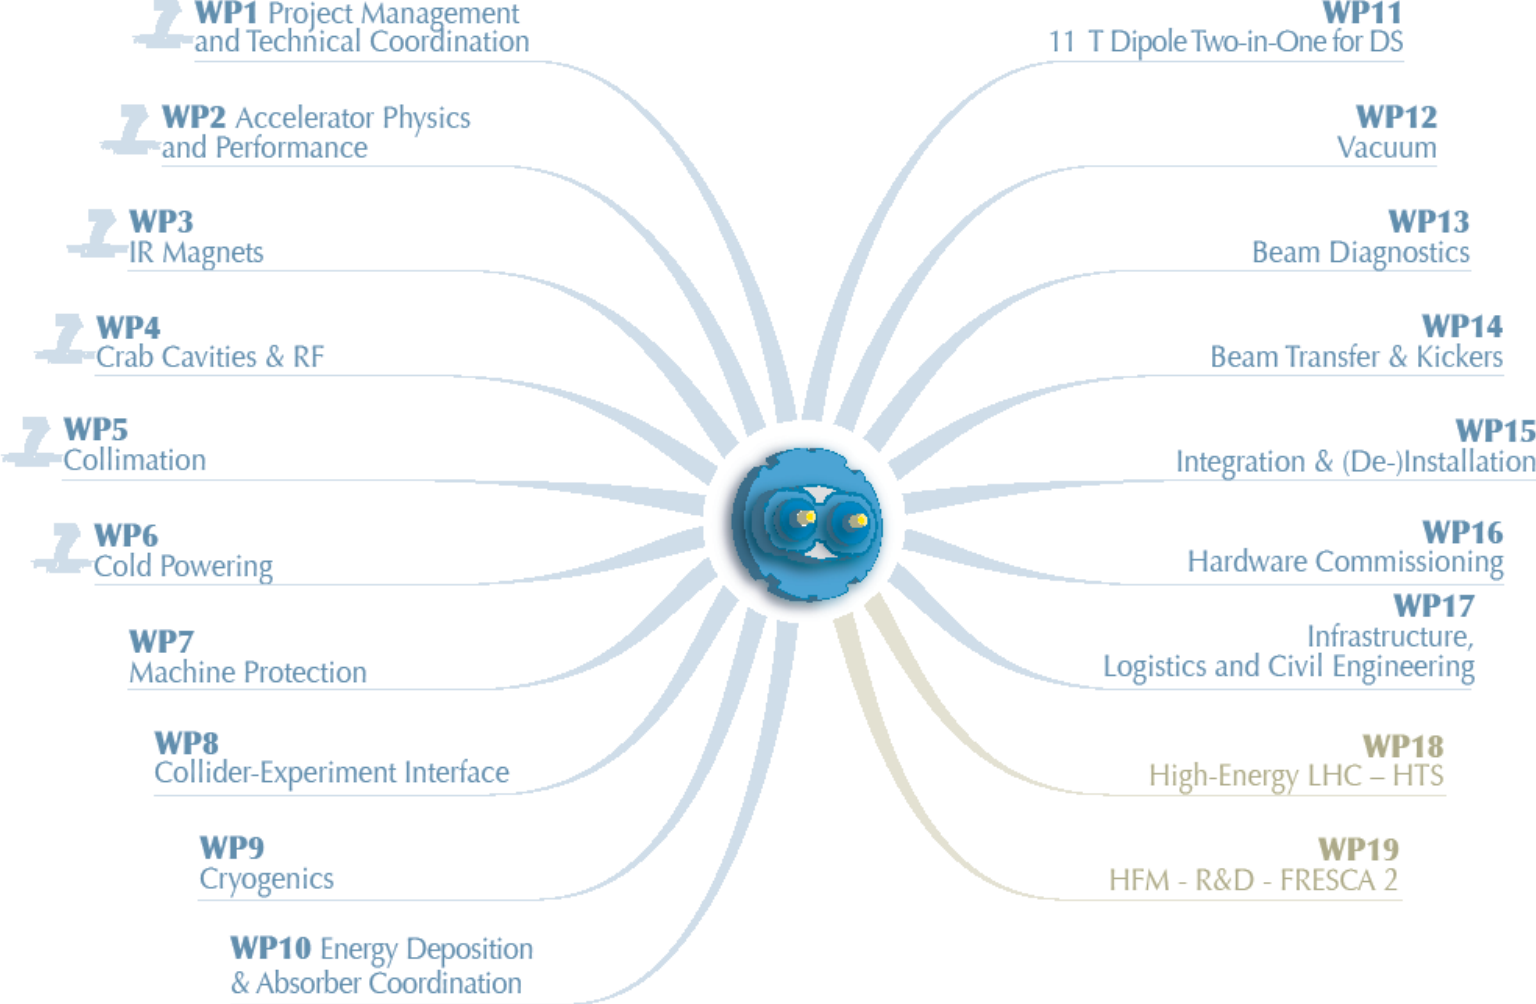 WP1 Project Management
and Technical Coordination
WP2 Accelerator Physics
and Performance
WP3
IR Magnets
WP4
Crab Cavities & RF
WP5
Collimation
WP6
Cold Powering
WP7
Machine Protection
WP8
Collider-Experiment Interface
WP9
Cryogenics
WP10 Energy Deposition
& Absorber Coordination
WP11
11 T Dipole Two-in-One for DS
WP12
Vacuum
WP13
Beam Diagnostics
WP14
Beam Transfer & Kickers
WP15
Integration & (De-)Installation
WP16
Hardware Commissioning
WP17
Infrastructure,
Logistics and Civil Engineering
WP18
High-Energy LHC – HTS
WP19
HFM - R&D - FRESCA 2